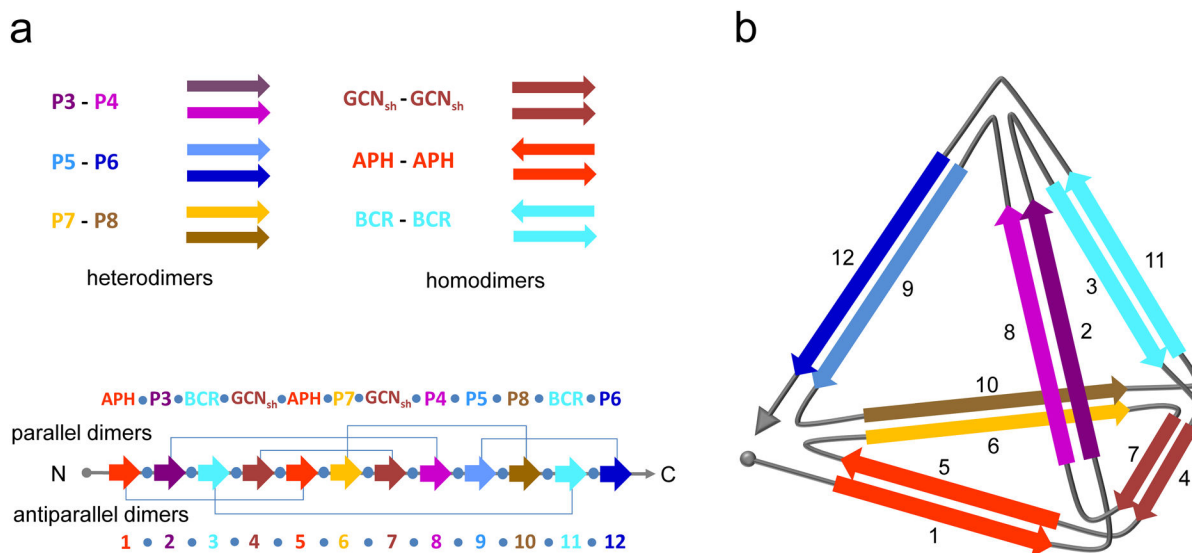 a
b
P3 - P4
P5 - P6
P7 - P8
heterodimers
GCNsh - GCNsh
APH - APH
BCR - BCR
homodimers
APH • P3 • BCR • GCNsh • APH • P7 • GCNsh • P4 • P5 • P8 • BCR • P6
parallel dimers
N
C
antiparallel dimers
1 • 2 • 3 • 4 • 5 • 6 • 7 • 8 • 9 • 10 • 11 • 12
12
9
8
2
3
11
10
6
5
1
7
4